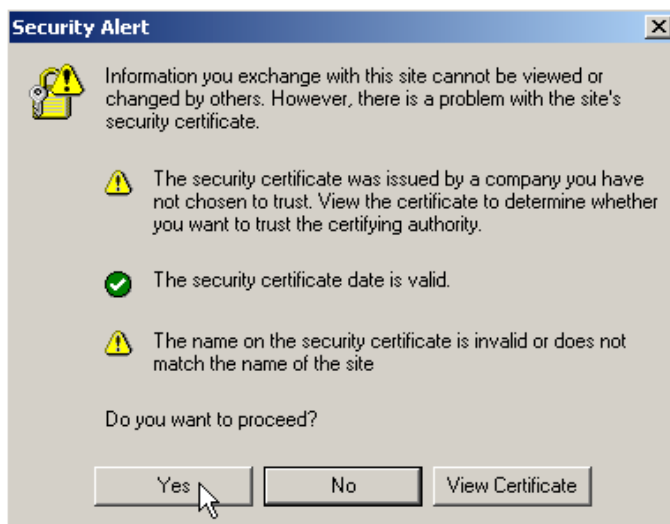 Security Alert
Information you exchange with this site cannot be viewed or
changed by others. However, there is a problem with the site's
security certificate.
The security certificate was issued by a company you have
not chosen to trust. View the certificate to determine whether
you want to trust the certifying authority.
The security certificate date is valid.
The name on the security certificate is invalid or does not
match the name of the site
Do you want to proceed?
Yes No View Certificate